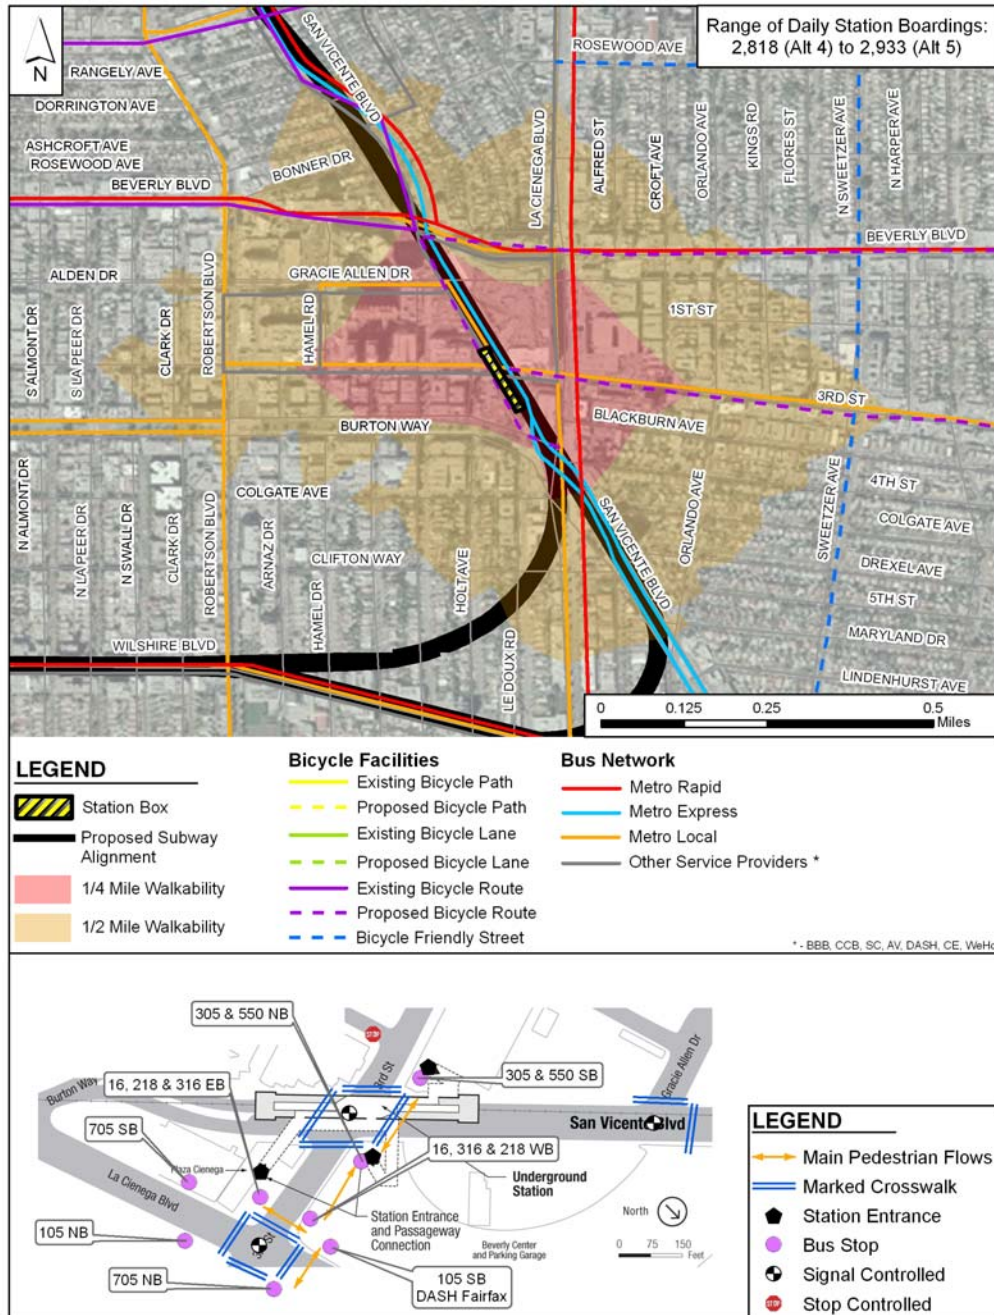 Range of Daily Station Boardings:
2,818 (Alt 4) to 2,933 (Alt 5)
N
SAN VICENTE BLVD
ROSEWOOD AVE
RANGELY AVE
DORRINGTON AVE
ASHCROFT AVE
ROSEWOOD AVE
BEVERLY BLVD
BONNER DR
LA CIENEGA BLVD
ALFRED ST
CROFT AVE
ORLANDO AVE
KINGS RD
FLORES ST
N SWEETZER AVE
N HARPER AVE
BEVERLY BLVD
ALDEN DR
GRACIE ALLEN DR
1ST ST
S ALMONT DR
S LA PEER DR
CLARK DR
ROBERTSON BLVD
HAMEL RD
3RD ST
BURTON WAY
BLACKBURN AVE
COLGATE AVE
4TH ST
COLGATE AVE
N ALMONT DR
N LA PEER DR
N SWALL DR
CLARK DR
ROBERTSON BLVD
ARNAZ DR
HAMEL DR
CLIFTON WAY
HOLT AVE
LE DOUX RD
SAN VICENTE BLVD
ORLANDO AVE
SWEETZER AVE
DREXEL AVE
5TH ST
MARYLAND DR
WILSHIRE BLVD
LINDENHURST AVE
0 0.125 0.25 0.5
Miles
LEGEND
Station Box
Proposed Subway
Alignment
1/4 Mile Walkability
1/2 Mile Walkability
Bicycle Facilities
Existing Bicycle Path
Proposed Bicycle Path
Existing Bicycle Lane
Proposed Bicycle Lane
Existing Bicycle Route
Proposed Bicycle Route
Bicycle Friendly Street
Bus Network
Metro Rapid
Metro Express
Metro Local
Other Service Providers *
* - BBB, CCB, SC, AV, DASH, CE, WeHo
305 & 550 NB
STOP
3rd St
305 & 550 SB
Gracie Allen Dr
Burton Way
16, 218 & 316 EB
San Vicente Blvd
705 SB
Plaza Cienega
16, 316 & 218 WB
Underground
Station
La Cienega Blvd
Station Entrance
and Passageway
Connection
North
105 NB
3rd St
Beverly Center
and Parking Garage
0 75 150
Feet
705 NB
105 SB
DASH Fairfax
LEGEND
Main Pedestrian Flows
Marked Crosswalk
Station Entrance
Bus Stop
Signal Controlled
STOP
Stop Controlled